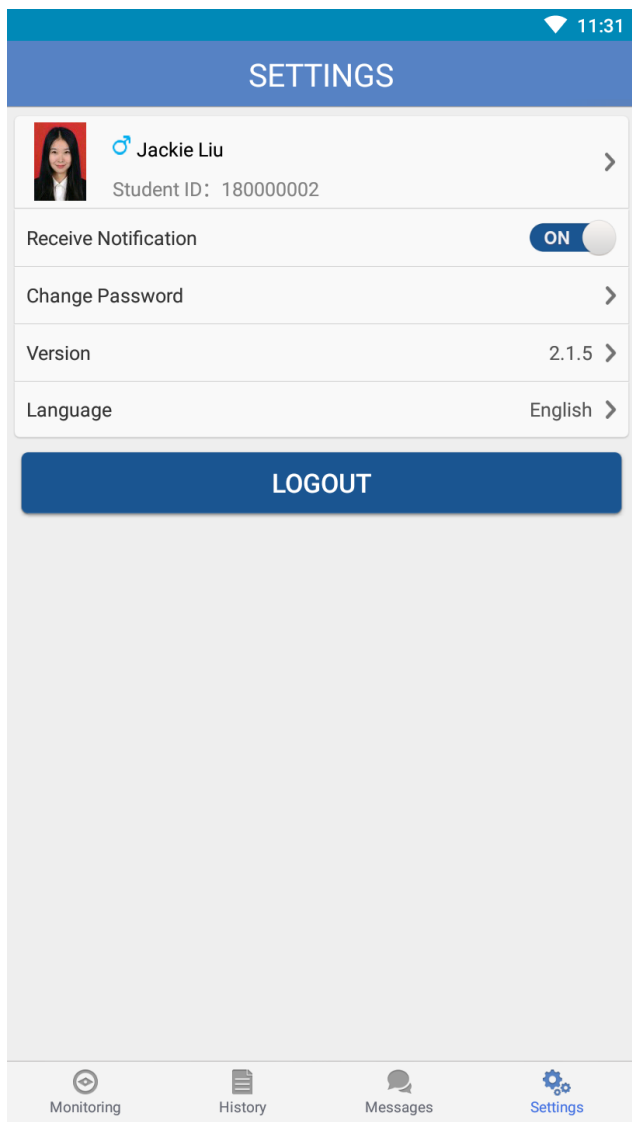 11:31
SETTINGS
Jackie Liu
Student ID：180000002
Receive Notification ON
Change Password
Version 2.1.5
Language English
LOGOUT
Monitoring History Messages Settings